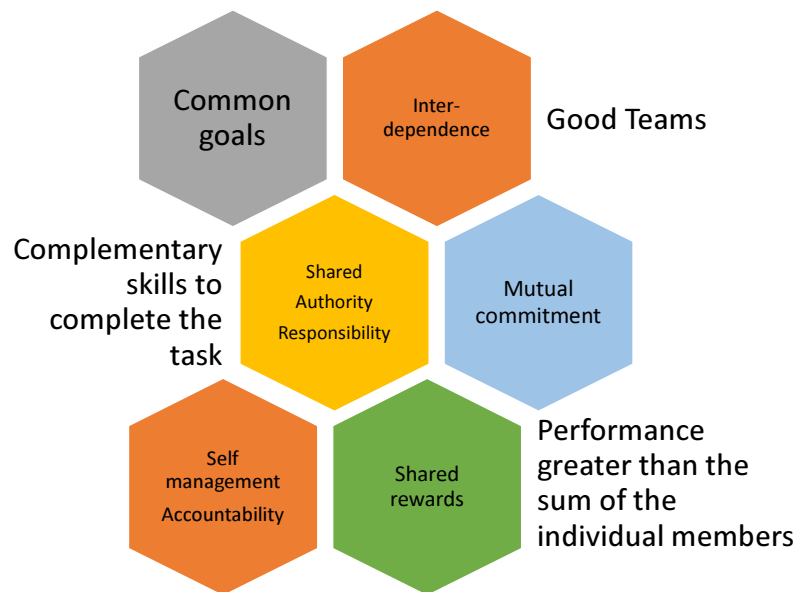 Common
goals
Inter-
dependence
Good Teams
Complementary
skills to
complete the
task
Shared
Authority
Responsibility
Mutual
commitment
Self
management
Accountability
Shared
rewards
Performance
greater than the
sum of the
individual members